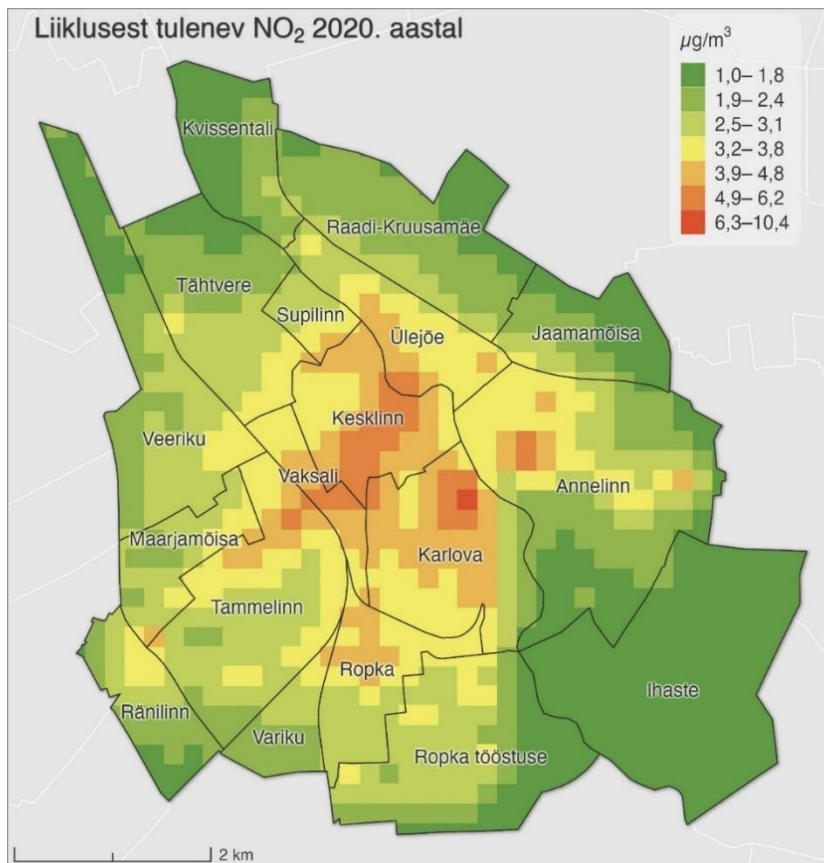 Liiklusest tulenev NO₂ 2020. aastal
µg/m³
1,0– 1,8
1,9– 2,4
2,5– 3,1
3,2– 3,8
3,9– 4,8
4,9– 6,2
6,3–10,4
Kvissentali
Raadi-Kruusamäe
Tähtvere
Supilinn
Ülejõe
Jaamamõisa
Kesklinn
Veeriku
Vaksali
Annelinn
Maarjamõisa
Karlova
Tammelinn
Ropka
Ihaste
Ränilinn
Variku
Ropka tööstuse
2 km